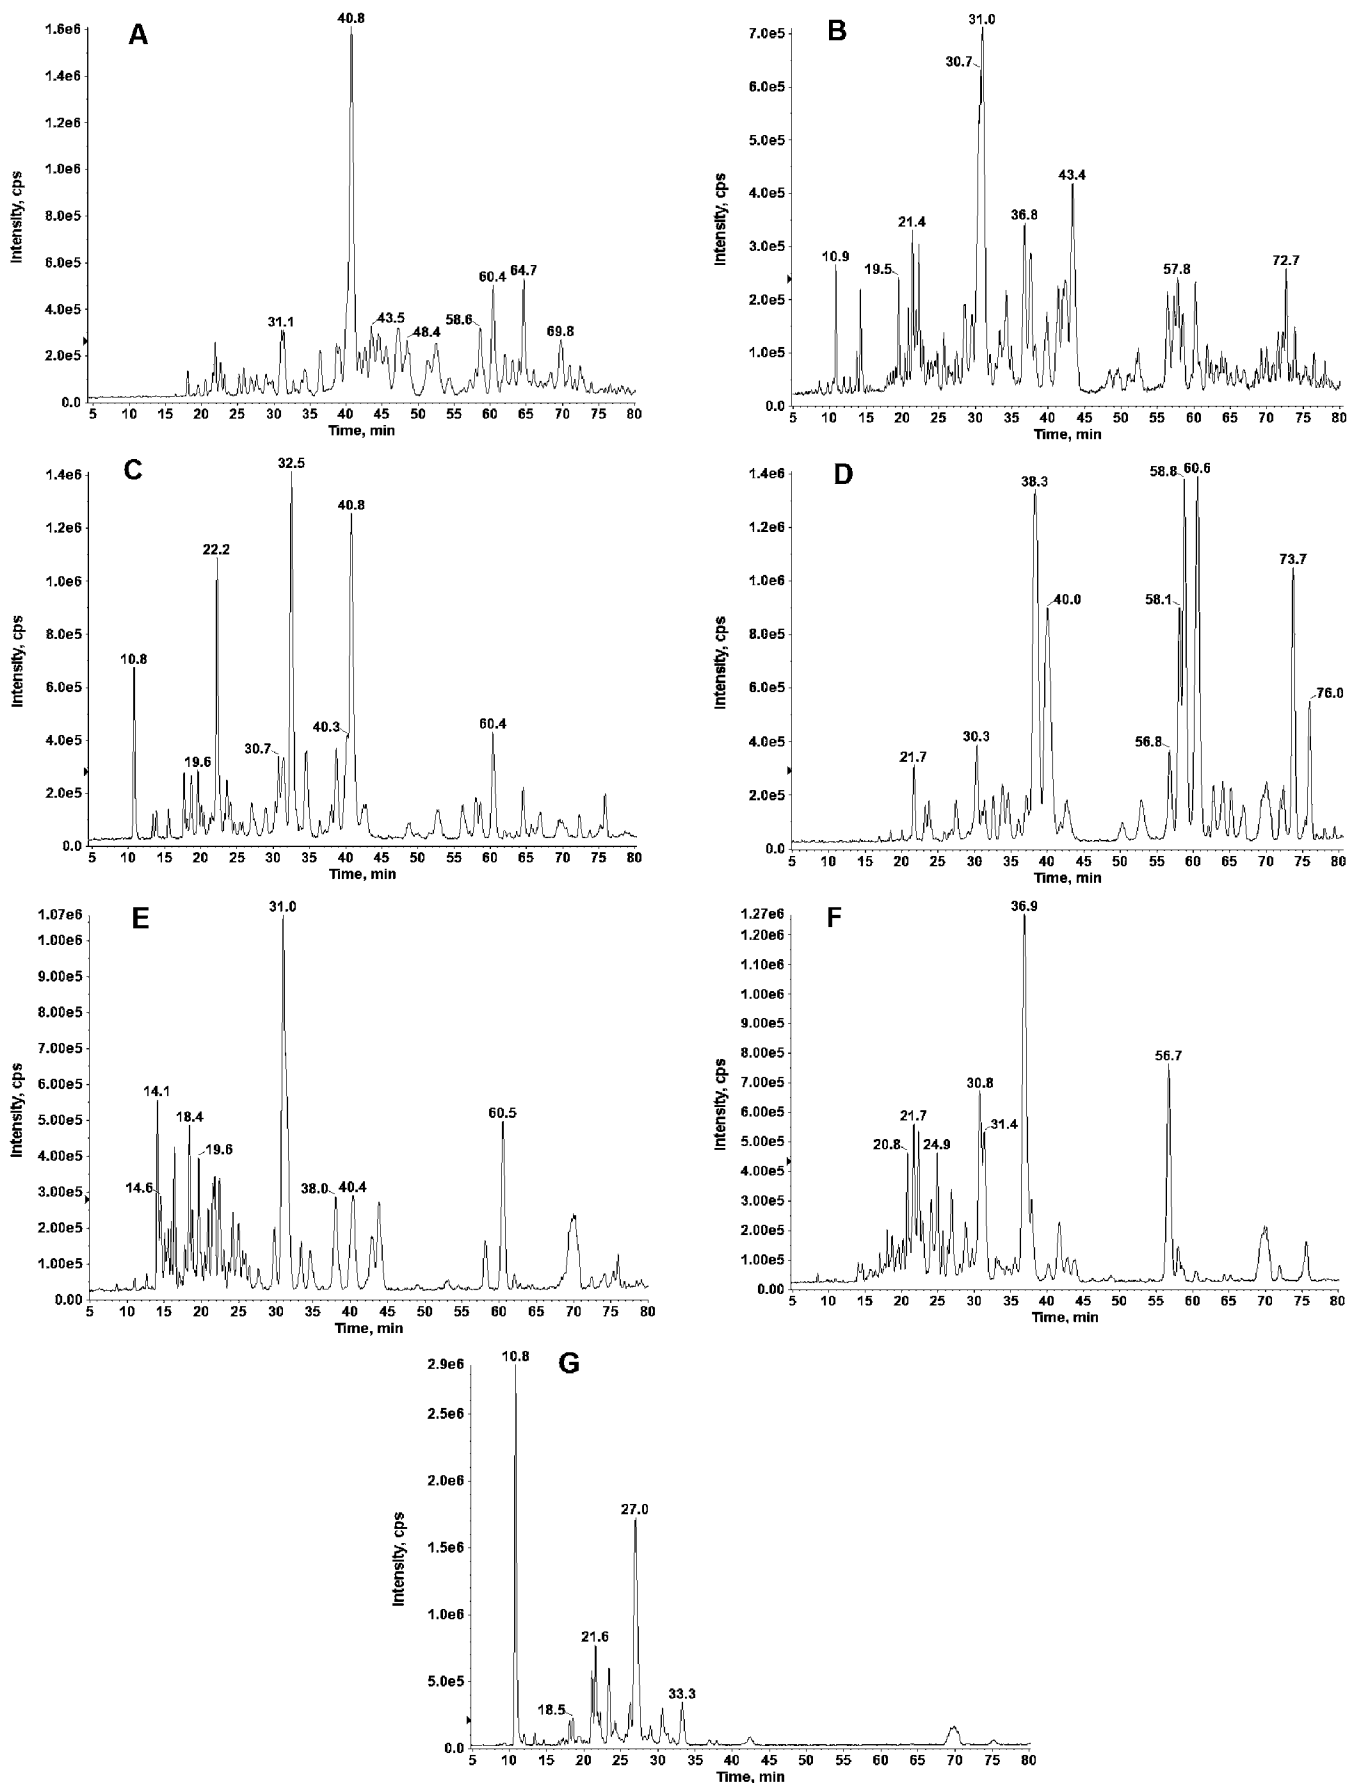 A
40.8
1.6e6
1.4e6
1.2e6
1.0e6
8.0e5
6.0e5
4.0e5
2.0e5
0.0
Intensity, cps
31.1
43.5
48.4
58.6
60.4
64.7
69.8
5 10 15 20 25 30 35 40 45 50 55 60 65 70 75 80
Time, min
B
31.0
30.7
7.0e5
6.0e5
5.0e5
4.0e5
3.0e5
2.0e5
1.0e5
0.0
Intensity, cps
10.9
19.5
21.4
36.8
43.4
57.8
72.7
5 10 15 20 25 30 35 40 45 50 55 60 65 70 75 80
Time, min
C
32.5
1.4e6
1.2e6
1.0e6
8.0e5
6.0e5
4.0e5
2.0e5
0.0
Intensity, cps
10.8
19.6
22.2
30.7
40.3
40.8
60.4
5 10 15 20 25 30 35 40 45 50 55 60 65 70 75 80
Time, min
D
58.8
60.6
1.4e6
1.2e6
1.0e6
8.0e5
6.0e5
4.0e5
2.0e5
0.0
Intensity, cps
21.7
30.3
38.3
40.0
56.8
58.1
73.7
76.0
5 10 15 20 25 30 35 40 45 50 55 60 65 70 75 80
Time, min
E
31.0
1.07e6
1.00e6
9.00e5
8.00e5
7.00e5
6.00e5
5.00e5
4.00e5
3.00e5
2.00e5
1.00e5
0.00
Intensity, cps
14.1
14.6
18.4
19.6
38.0
40.4
60.5
5 10 15 20 25 30 35 40 45 50 55 60 65 70 75 80
Time, min
F
36.9
1.27e6
1.20e6
1.10e6
1.00e6
9.00e5
8.00e5
7.00e5
6.00e5
5.00e5
4.00e5
3.00e5
2.00e5
1.00e5
0.00
Intensity, cps
20.8
21.7
24.9
30.8
31.4
56.7
5 10 15 20 25 30 35 40 45 50 55 60 65 70 75 80
Time, min
G
10.8
2.9e6
2.5e6
2.0e6
1.5e6
1.0e6
5.0e5
0.0
Intensity, cps
18.5
21.6
27.0
33.3
5 10 15 20 25 30 35 40 45 50 55 60 65 70 75 80
Time, min